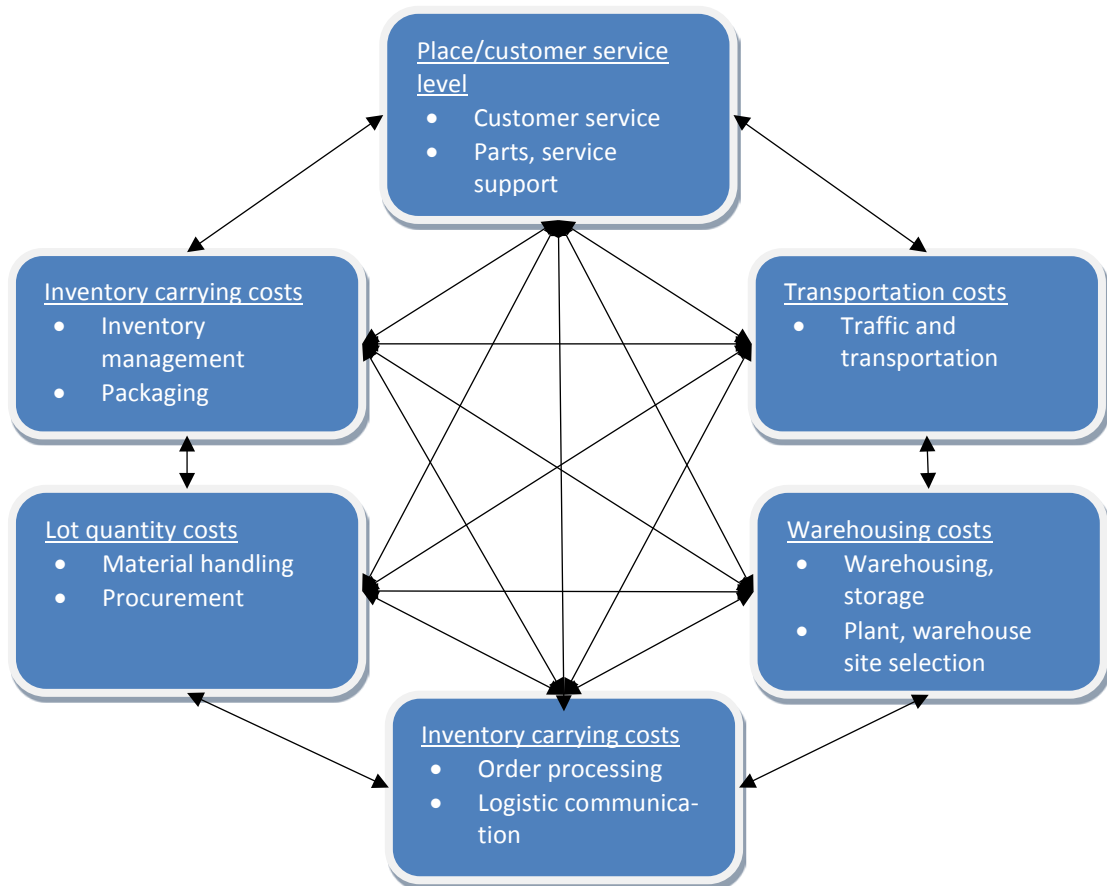 Place/customer service
level
• Customer service
• Parts, service
support
Inventory carrying costs
• Inventory
management
• Packaging
Transportation costs
• Traffic and
transportation
Lot quantity costs
• Material handling
• Procurement
Warehousing costs
• Warehousing,
storage
• Plant, warehouse
site selection
Inventory carrying costs
• Order processing
• Logistic communica-
tion